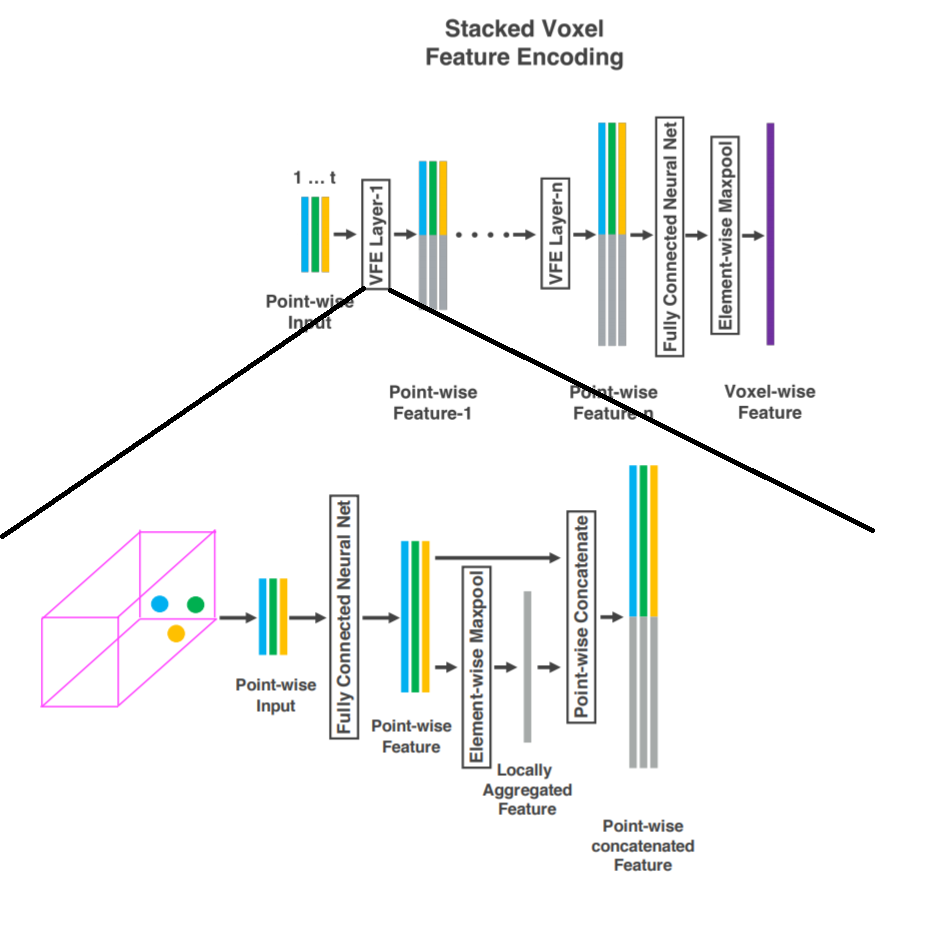 Stacked Voxel
Feature Encoding
1 ... t
VFE Layer-1
VFE Layer-n
Fully Connected Neural Net
Element-wise Maxpool
Point-wise
Input
Point-wise
Feature-1
Point-wise
Feature-n
Voxel-wise
Feature
Fully Connected Neural Net
Element-wise Maxpool
Point-wise Concatenate
Point-wise
Input
Point-wise
Feature
Locally
Aggregated
Feature
Point-wise
concatenated
Feature